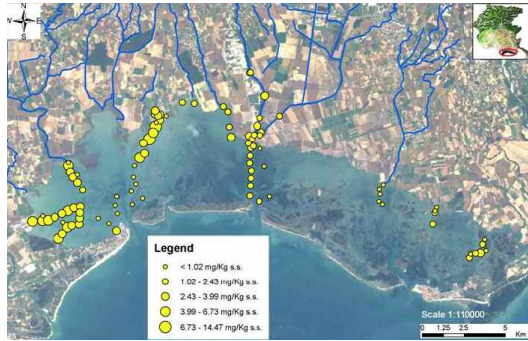 N
W E
S
Legend
< 1.02 mg/Kg s.s.
1.02 - 2.43 mg/Kg s.s.
2.43 - 3.99 mg/Kg s.s.
3.99 - 6.73 mg/Kg s.s.
6.73 - 14.47 mg/Kg s.s.
Scale 1:110000
0 1.25 2.5 5
Km